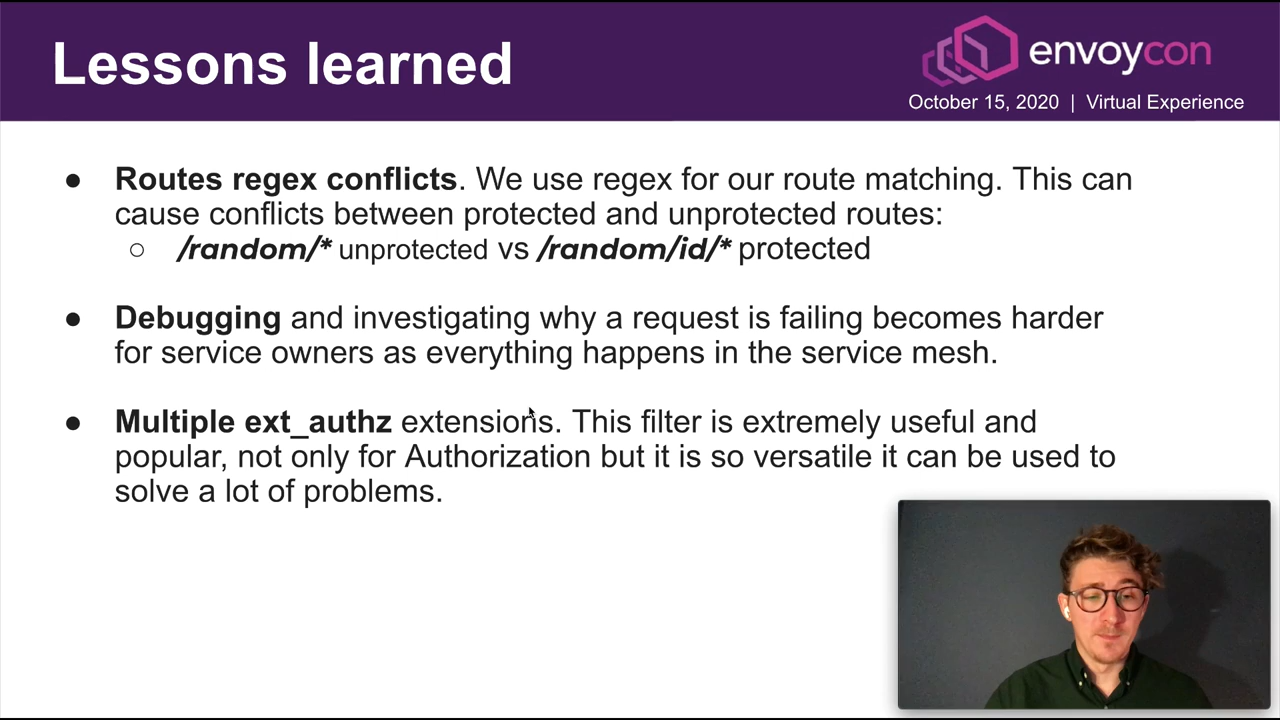 Lessons learned
envoycon
October 15, 2020 | Virtual Experience
● Routes regex conflicts. We use regex for our route matching. This can
cause conflicts between protected and unprotected routes:
○ /random/* unprotected vs /random/id/* protected
● Debugging and investigating why a request is failing becomes harder
for service owners as everything happens in the service mesh.
● Multiple ext_authz extensions. This filter is extremely useful and
popular, not only for Authorization but it is so versatile it can be used to
solve a lot of problems.